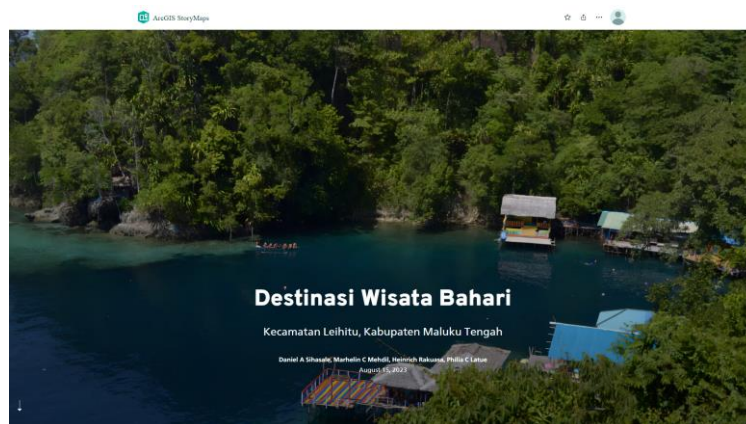 ArcGIS StoryMaps
Destinasi Wisata Bahari
Kecamatan Leihitu, Kabupaten Maluku Tengah
Daniel A Sihasale, Marhelin C Mehdil, Heinrich Rakuasa, Philia C Latue
August 15, 2023